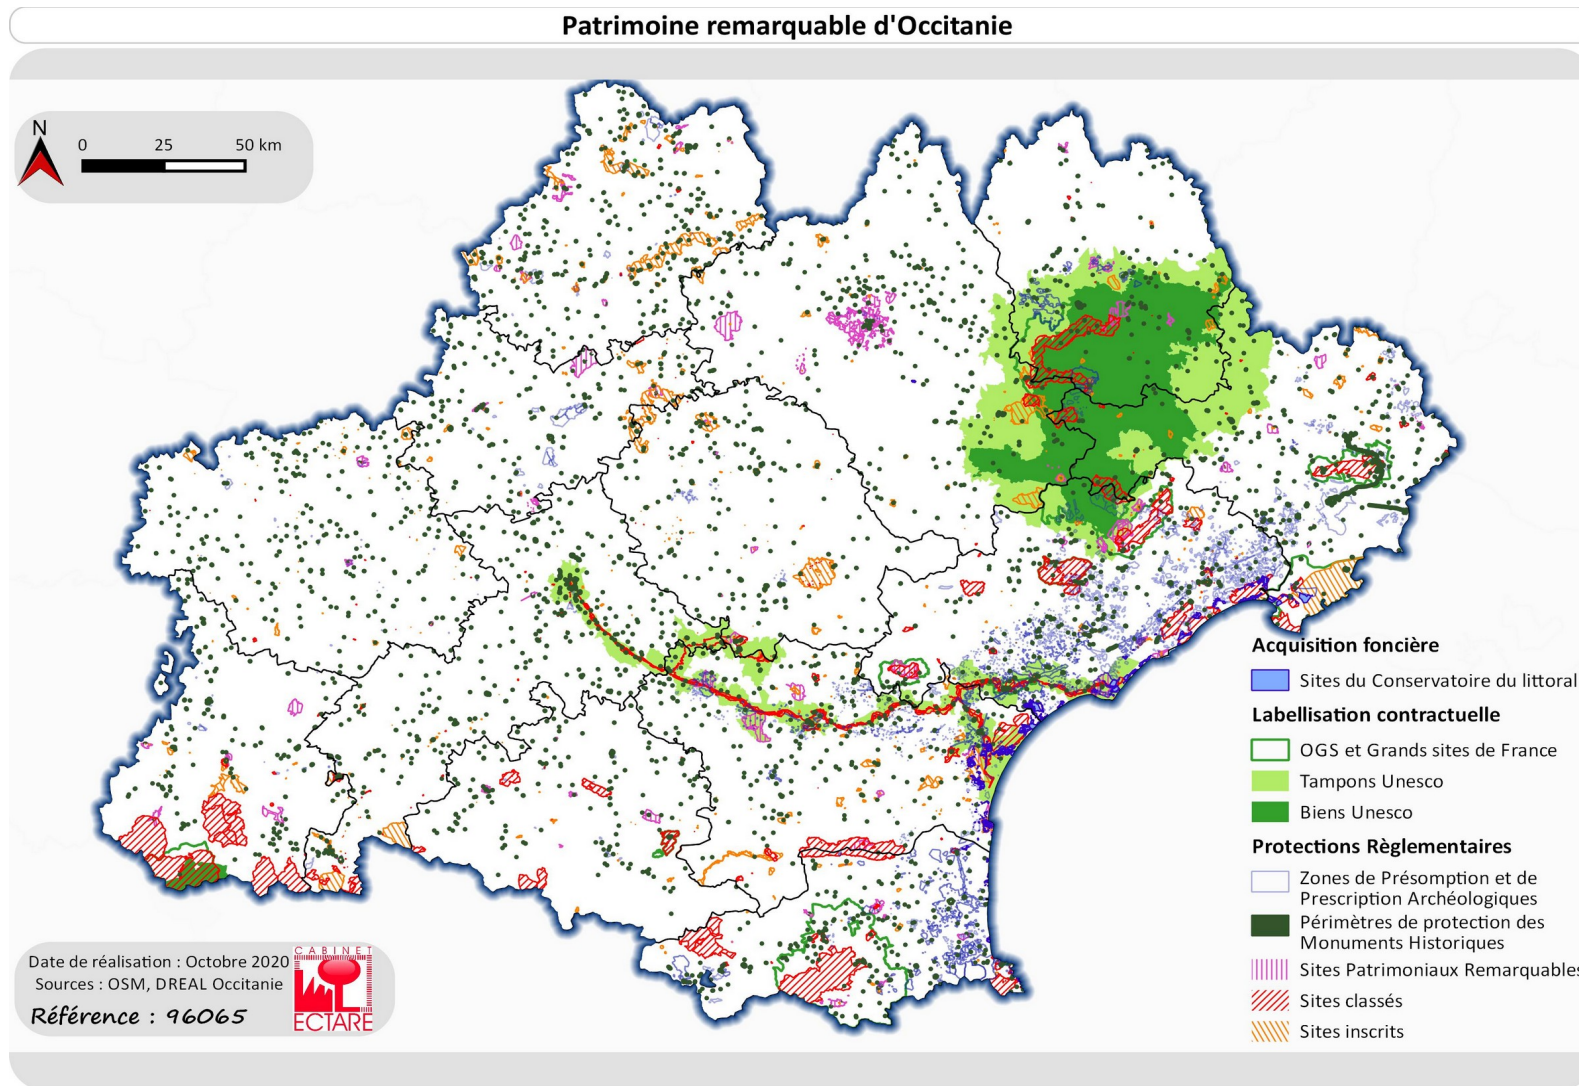 Patrimoine remarquable d'Occitanie
N
0 25 50 km
Acquisition foncière
Sites du Conservatoire du littoral
Labellisation contractuelle
OGS et Grands sites de France
Tampons Unesco
Biens Unesco
Protections Règlementaires
Zones de Présomption et de
Prescription Archéologiques
Périmètres de protection des
Monuments Historiques
Sites Patrimoniaux Remarquables
Sites classés
Sites inscrits
Date de réalisation : Octobre 2020
Sources : OSM, DREAL Occitanie
Référence : 96065
CABINET
ECTARE